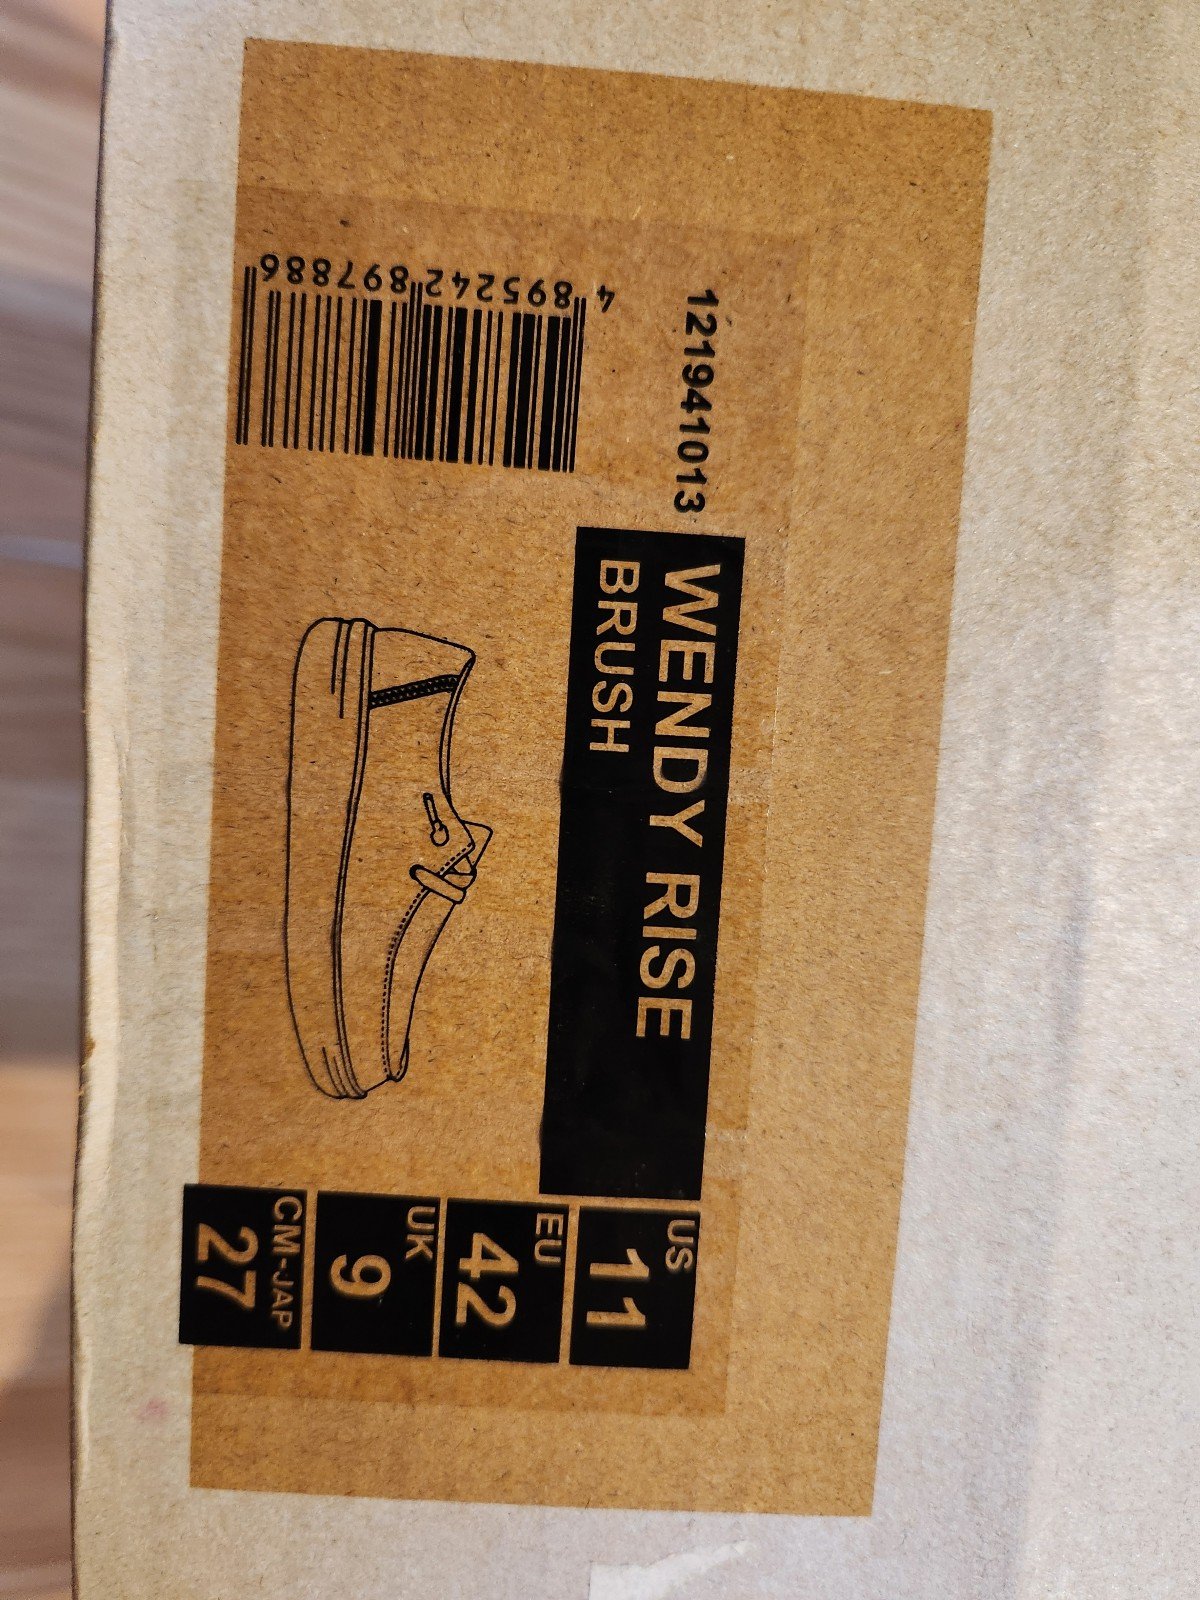 121941013
WENDY RISE
BRUSH
4 895242 897886
US
11
EU
42
UK
9
CM-JAP
27